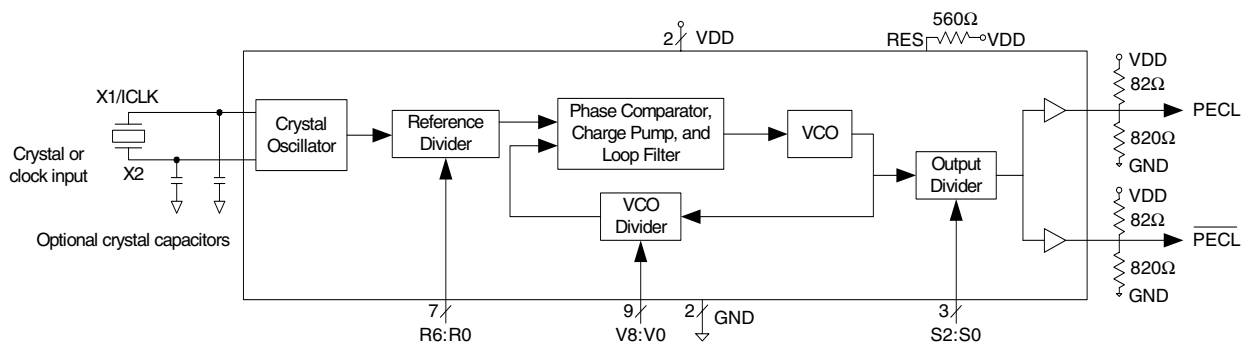 560Ω
2
VDD
RES
VDD
VDD
82Ω
X1/ICLK
PECL
Crystal
Oscillator
Reference
Divider
Phase Comparator,
Charge Pump, and
Loop Filter
VCO
820Ω
GND
Crystal or
clock input
X2
Output
Divider
VCO
Divider
VDD
82Ω
Optional crystal capacitors
PECL
820Ω
GND
7
9
2
GND
3
R6:R0
V8:V0
S2:S0